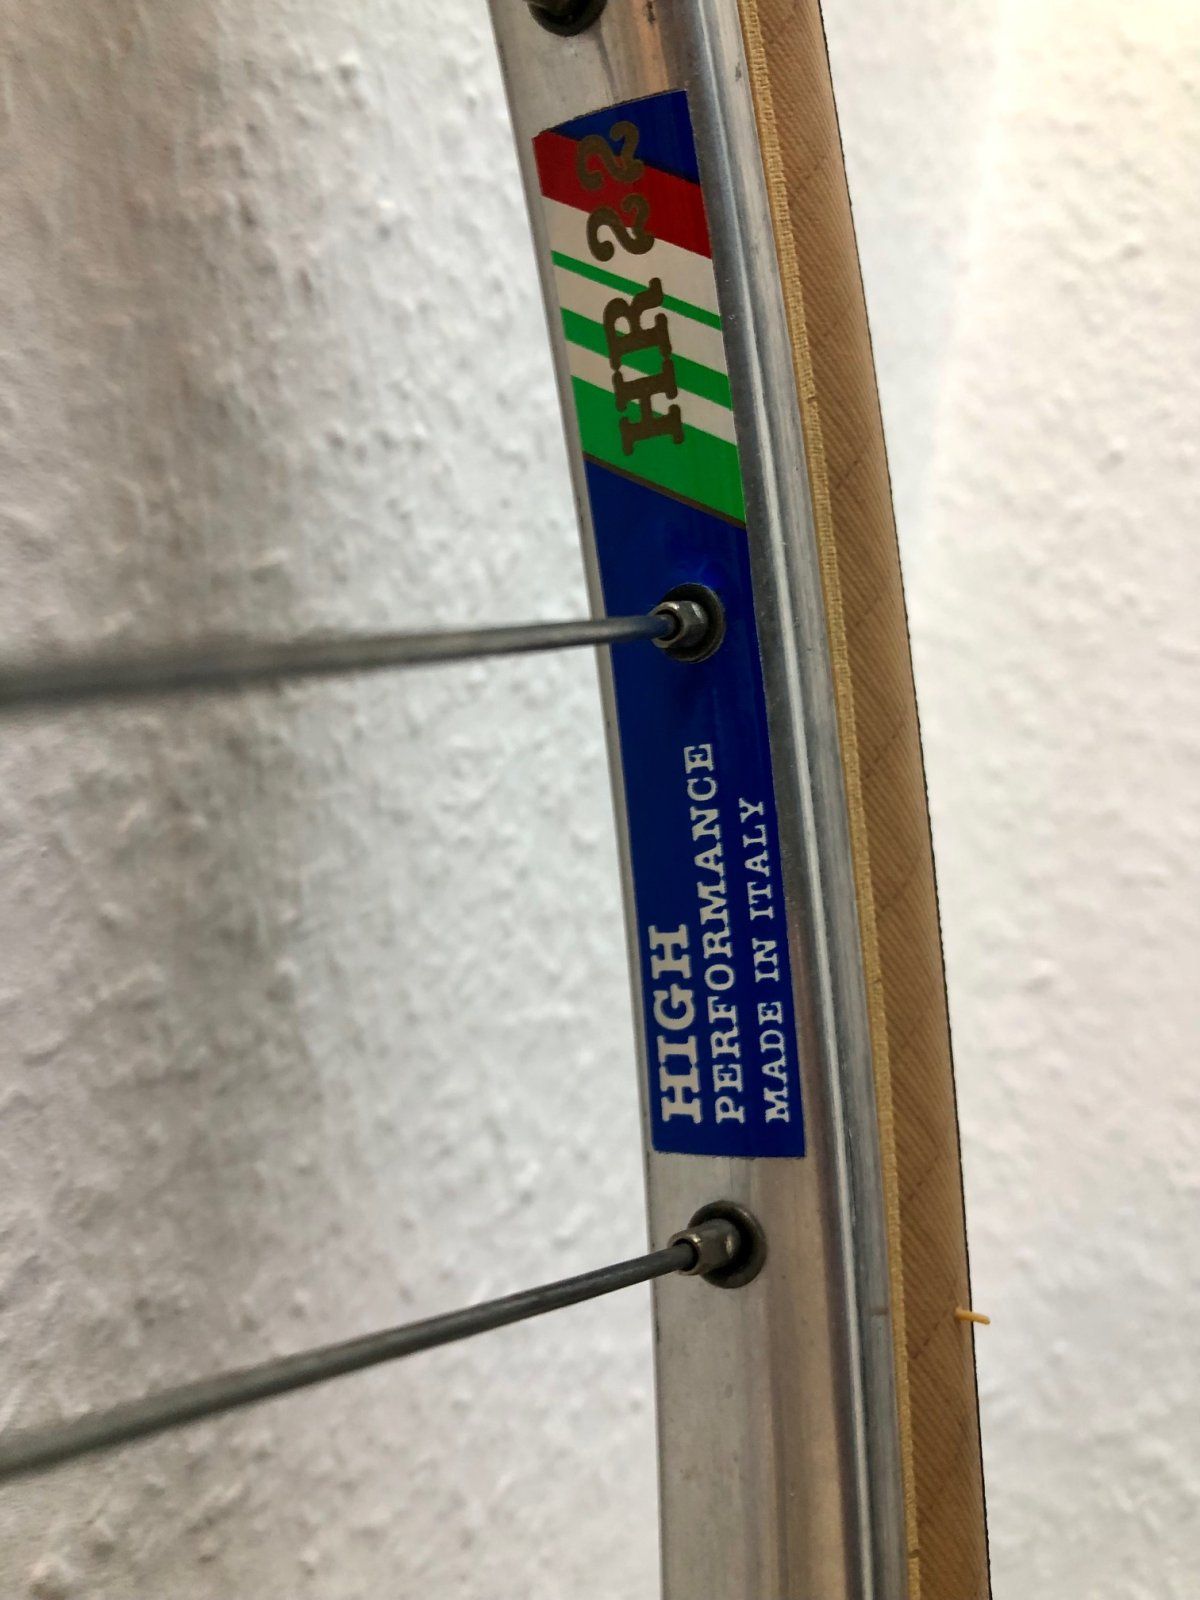 HR 22
HIGH
PERFORMANCE
MADE IN ITALY